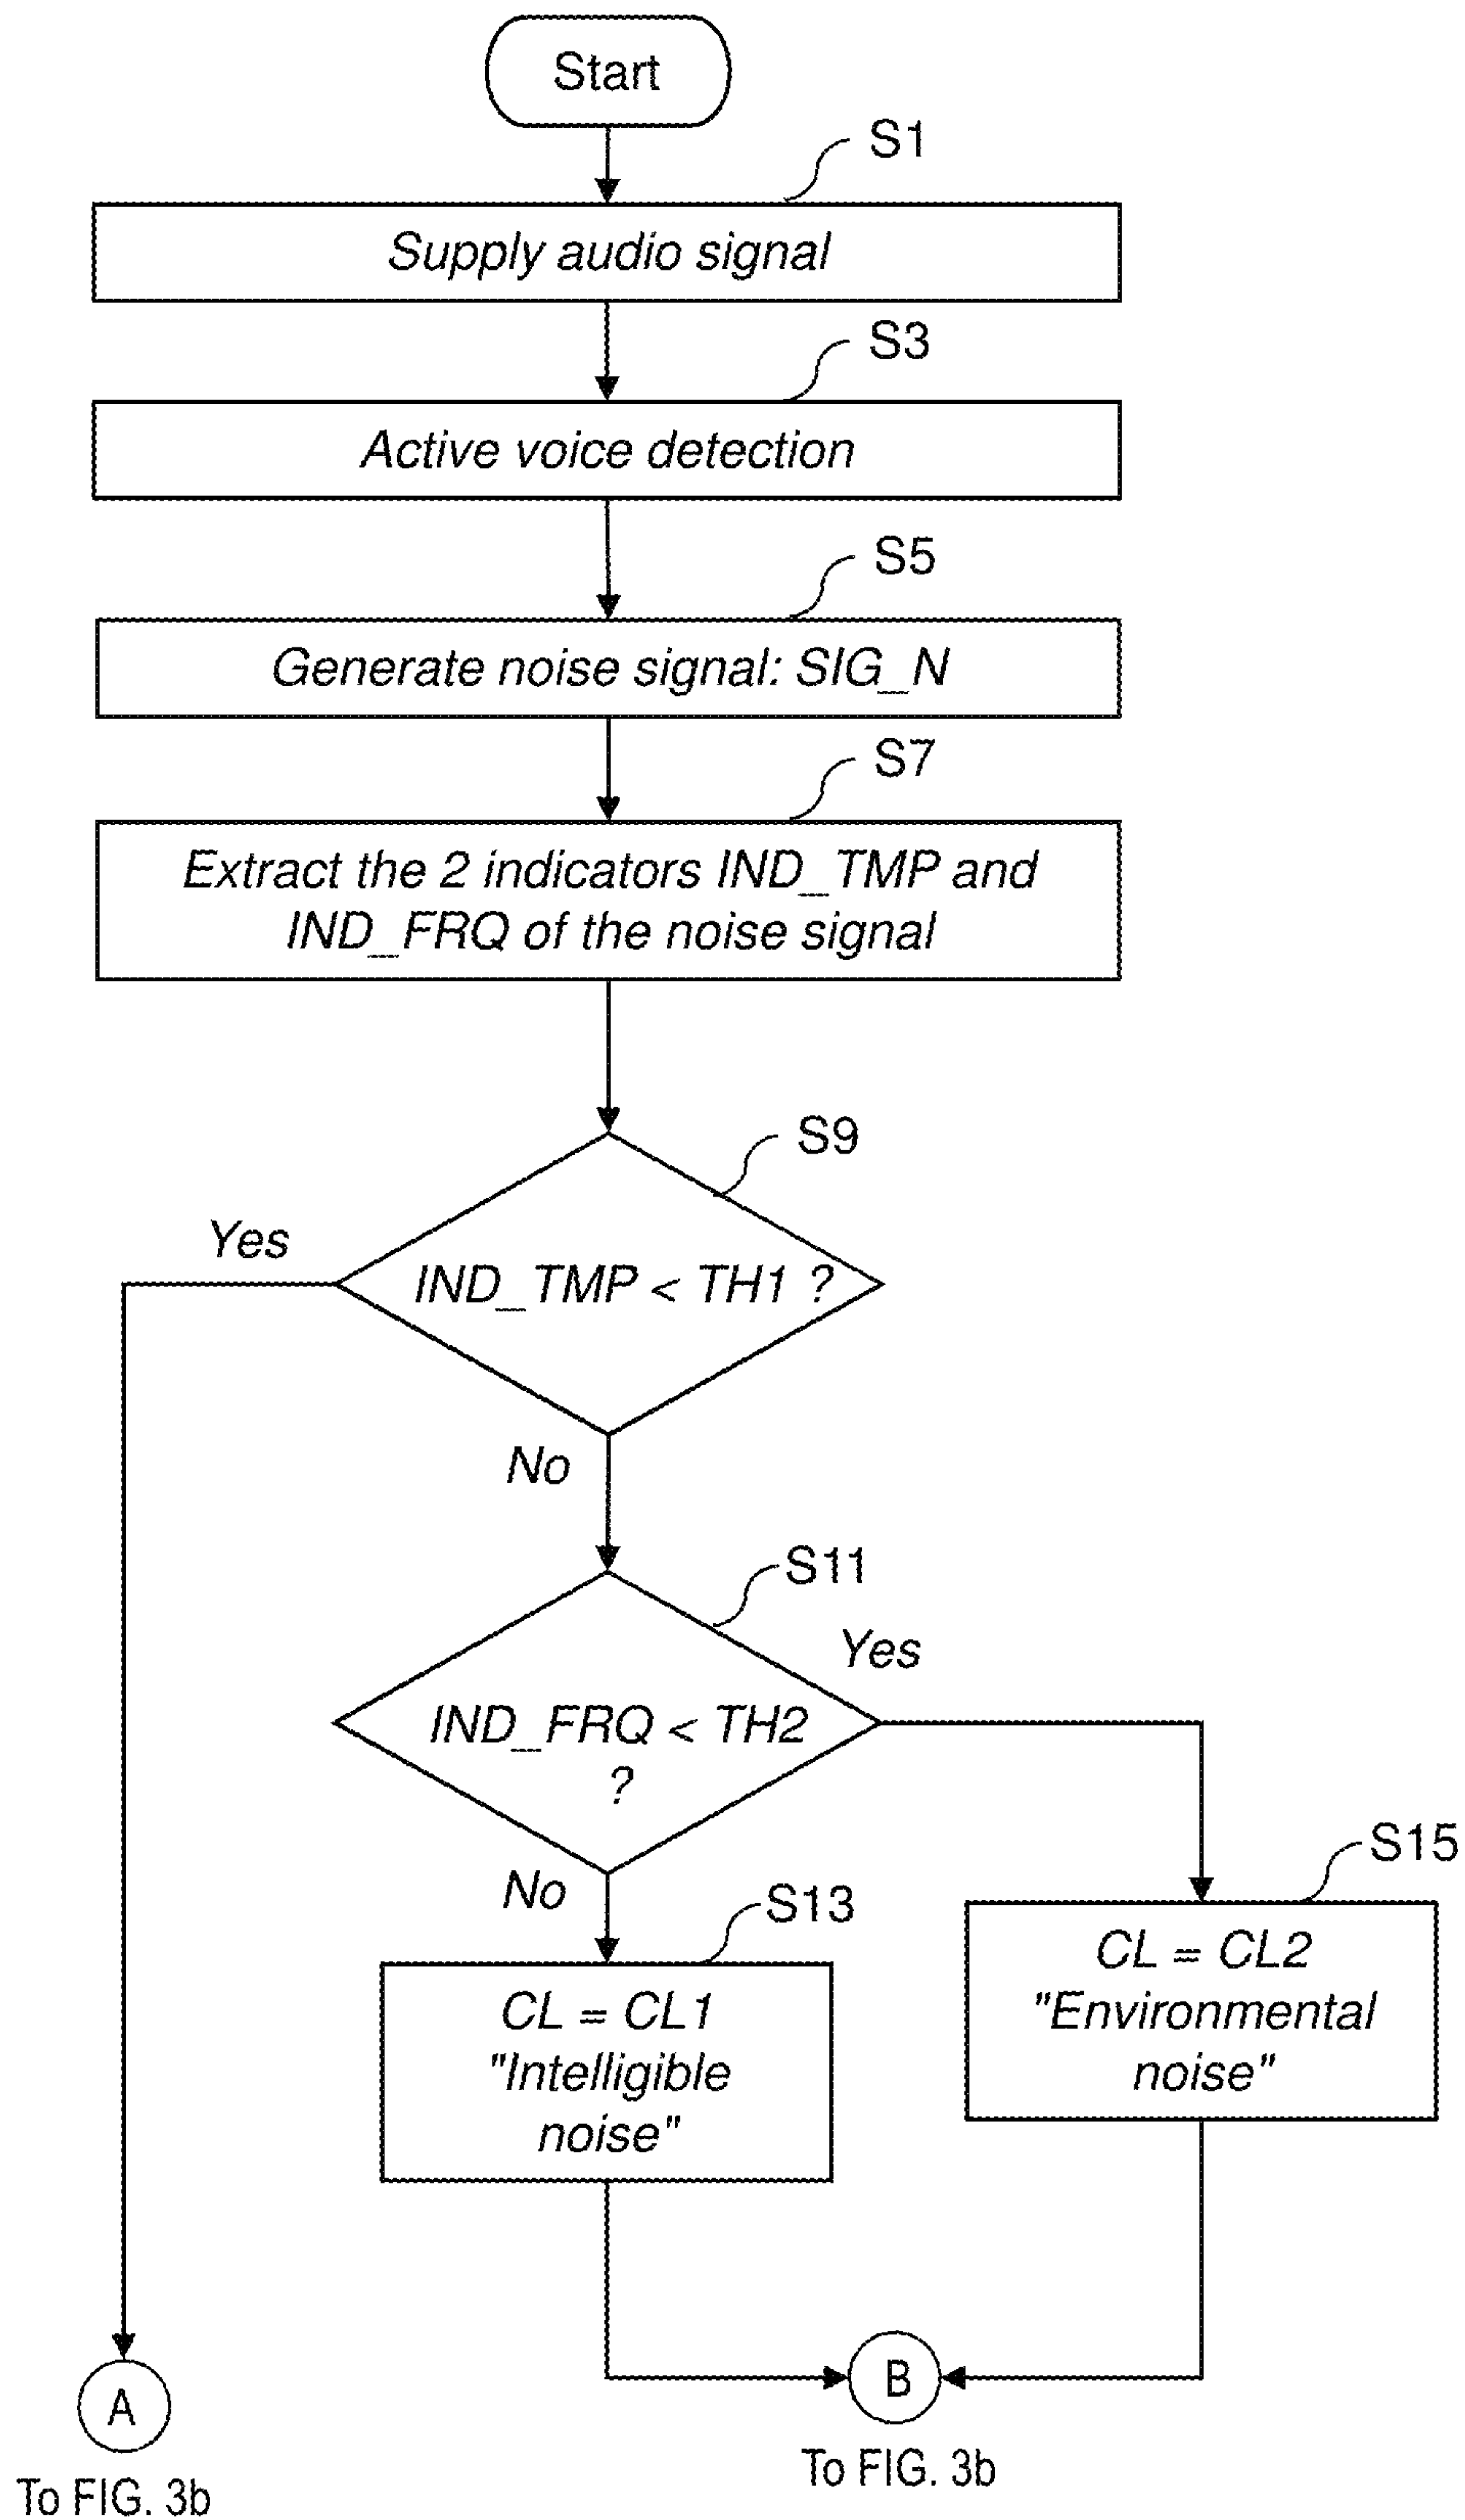 Start
S1
Supply audio signal
S3
Active voice detection
S5
Generate noise signal: SIG_N
S7
Extract the 2 indicators IND_TMP and
IND_FRQ of the noise signal
S9
Yes
IND_TMP < TH1 ?
No
S11
Yes
IND_FRQ < TH2
?
No
S13
S15
CL = CL1
"Intelligible
noise"
CL = CL2
"Environmental
noise"
A
To FIG. 3b
B
To FIG. 3b